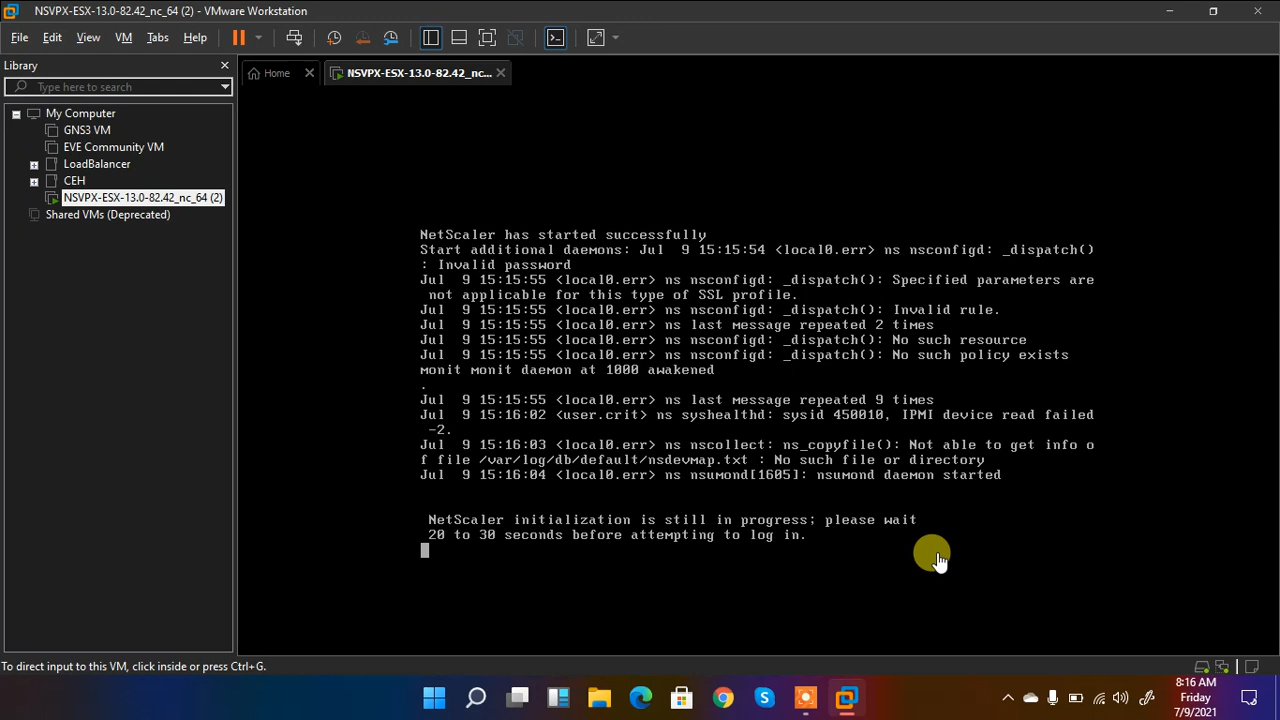 NSVPX-ESX-13.0-82.42_nc_64 (2) - VMware Workstation
File Edit View VM Tabs Help
Library
Type here to search
My Computer
GNS3 VM
EVE Community VM
LoadBalancer
CEH
NSVPX-ESX-13.0-82.42_nc_64 (2)
Shared VMs (Deprecated)
Home
NSVPX-ESX-13.0-82.42_nc...
NetScaler has started successfully
Start additional daemons: Jul  9 15:15:54 <local0.err> ns nsconfigd: _dispatch()
: Invalid password
Jul  9 15:15:55 <local0.err> ns nsconfigd: _dispatch(): Specified parameters are
not applicable for this type of SSL profile.
Jul  9 15:15:55 <local0.err> ns nsconfigd: _dispatch(): Invalid rule.
Jul  9 15:15:55 <local0.err> ns last message repeated 2 times
Jul  9 15:15:55 <local0.err> ns nsconfigd: _dispatch(): No such resource
Jul  9 15:15:55 <local0.err> ns nsconfigd: _dispatch(): No such policy exists
monit monit daemon at 1000 awakened
.
Jul  9 15:15:55 <local0.err> ns last message repeated 9 times
Jul  9 15:16:02 <user.crit> ns syshealthd: sysid 450010, IPMI device read failed
-2.
Jul  9 15:16:03 <local0.err> ns nscollect: ns_copyfile(): Not able to get info o
f file /var/log/db/default/nsdevmap.txt : No such file or directory
Jul  9 15:16:04 <local0.err> ns nsumond[1605]: nsumond daemon started
NetScaler initialization is still in progress; please wait
20 to 30 seconds before attempting to log in.
To direct input to this VM, click inside or press Ctrl+G.
8:16 AM
Friday
7/9/2021